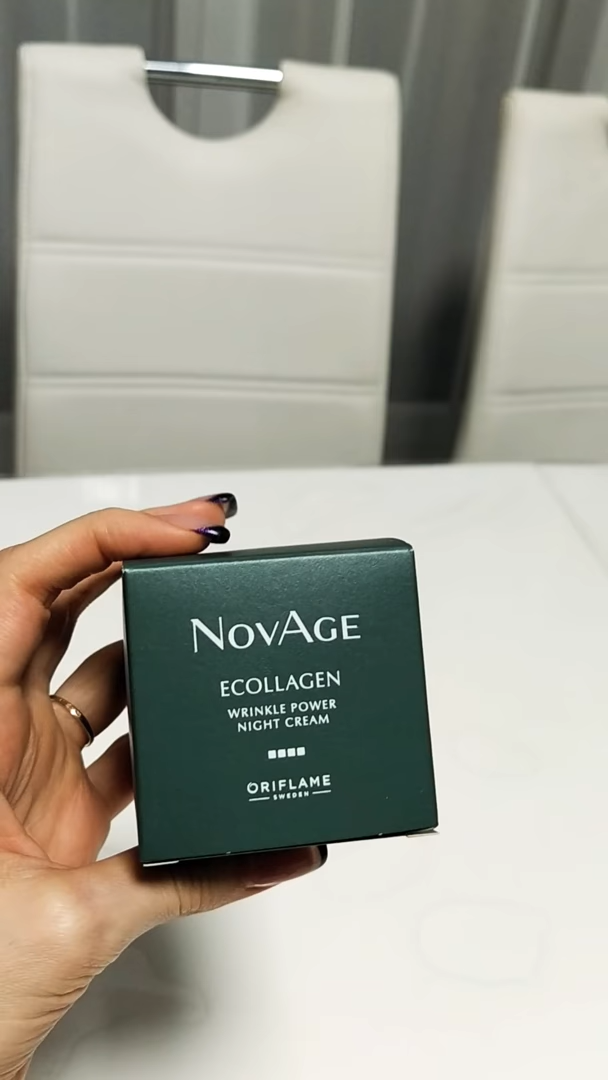 NOVAGE
ECOLLAGEN
WRINKLE POWER
NIGHT CREAM
ORIFLAME
SWEDEN